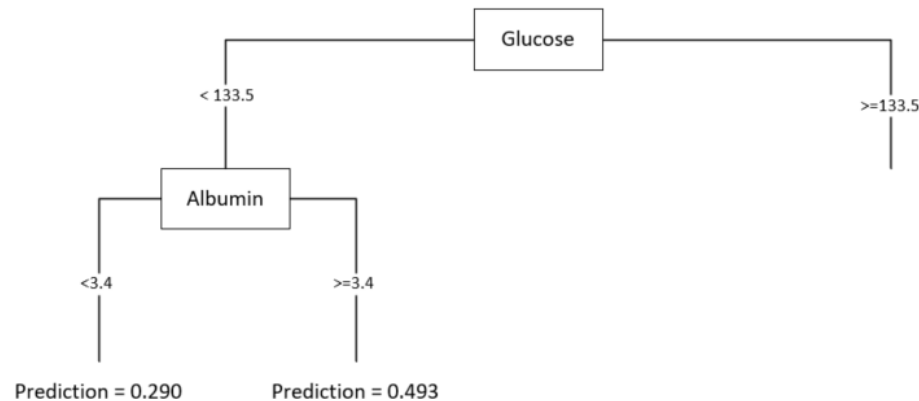 Glucose
< 133.5
>=133.5
Albumin
<3.4
>=3.4
Prediction = 0.290
Prediction = 0.493